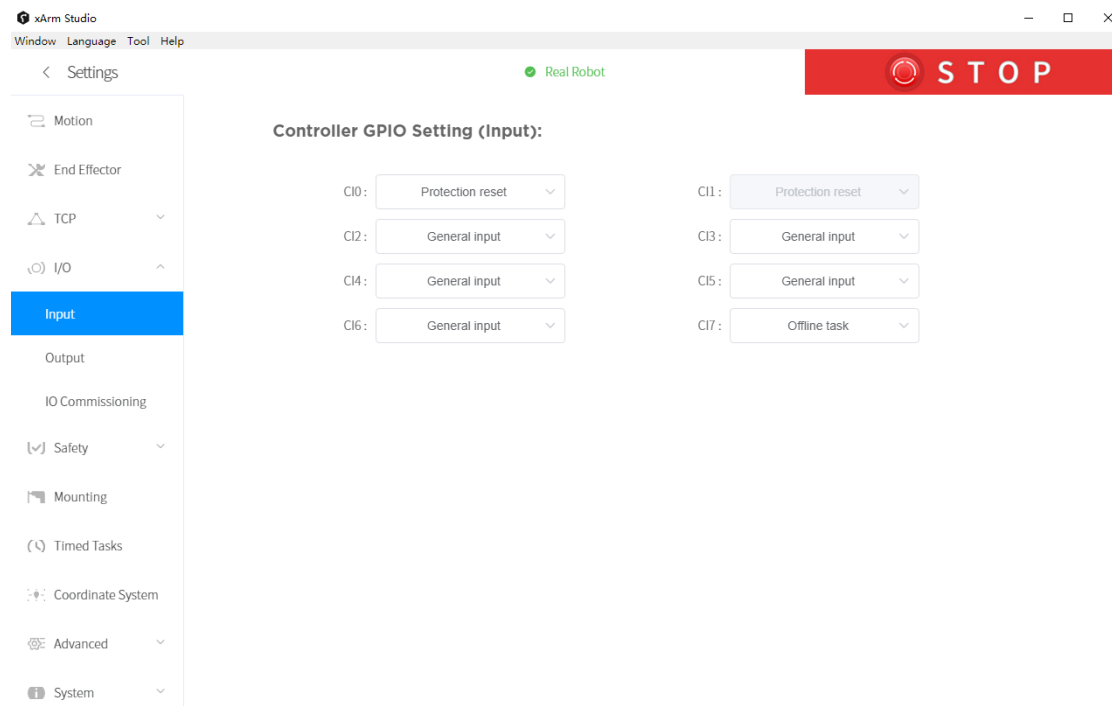 xArm Studio
Window Language Tool Help
Settings
Real Robot
STOP
Motion
End Effector
TCP
I/O
Input
Output
IO Commissioning
Safety
Mounting
Timed Tasks
Coordinate System
Advanced
System
Controller GPIO Setting (Input):
CI0 : Protection reset CI1 : Protection reset
CI2 : General input CI3 : General input
CI4 : General input CI5 : General input
CI6 : General input CI7 : Offline task